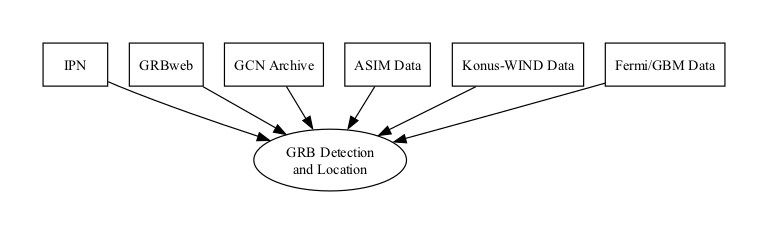 IPN
GRBweb
GCN Archive
ASIM Data
Konus-WIND Data
Fermi/GBM Data
GRB Detection
and Location